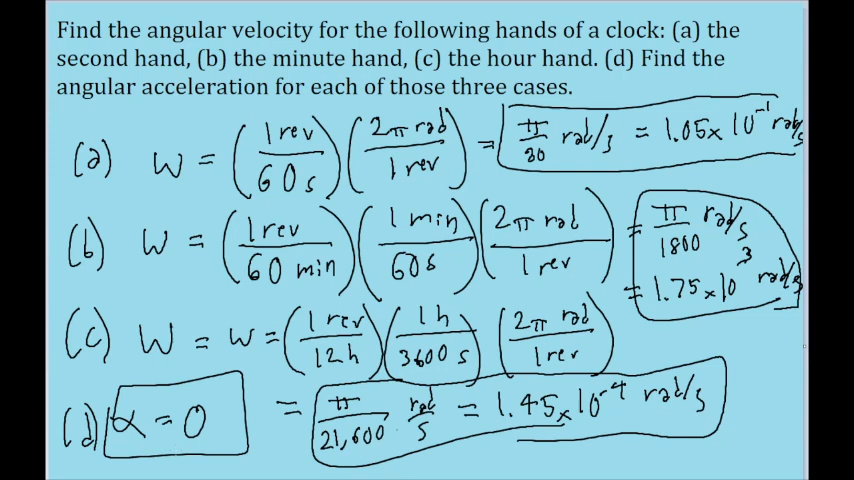 Find the angular velocity for the following hands of a clock: (a) the
second hand, (b) the minute hand, (c) the hour hand. (d) Find the
angular acceleration for each of those three cases.
(a) W = (1 rev / 60 s) (2π rad / 1 rev) = π/30 rad/s = 1.05 x 10^-1 rad/s
(b) W = (1 rev / 60 min) (1 min / 60 s) (2π rad / 1 rev) = π/1800 rad/s
= 1.75 x 10^3 rad/s
(c) W = W = (1 rev / 12 h) (1 h / 3600 s) (2π rad / 1 rev)
= π/21,600 rad/s = 1.45 x 10^-4 rad/s
(d) α = 0